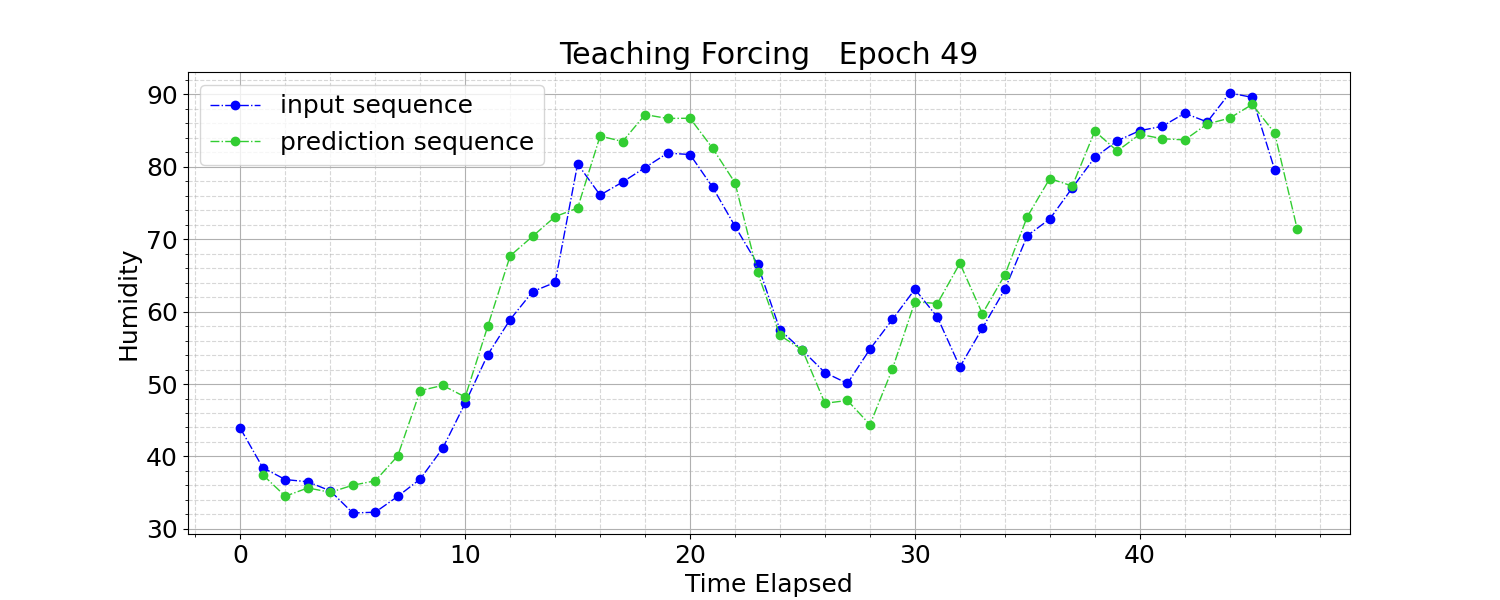 Teaching Forcing   Epoch 49
input sequence
prediction sequence
Humidity
90
80
70
60
50
40
30
0 10 20 30 40
Time Elapsed